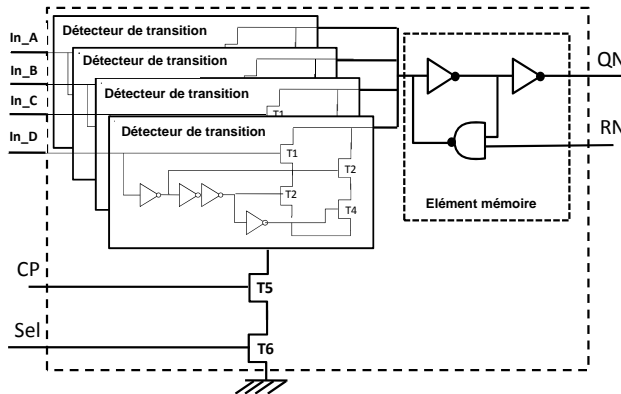 Détecteur de transition
In_A
Détecteur de transition
In_B
Détecteur de transition
In_C
T1
Détecteur de transition
In_D
T1
T2
T2
T4
QN
RN
Elément mémoire
CP
T5
Sel
T6